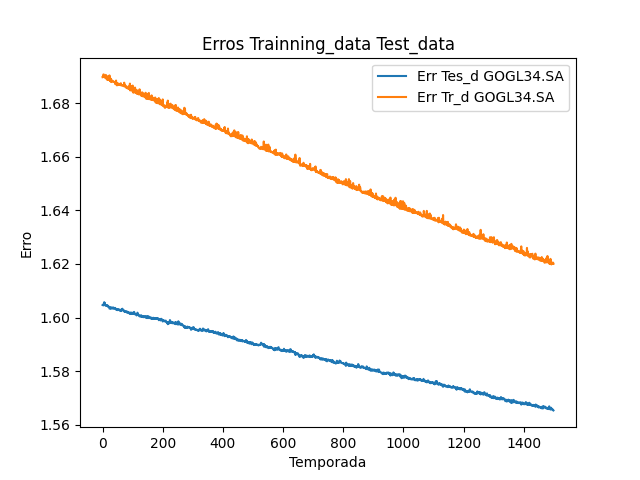 Erros Trainning_data Test_data
Err Tes_d GOGL34.SA
Err Tr_d GOGL34.SA
1.68
1.66
1.64
1.62
1.60
1.58
1.56
Erro
0 200 400 600 800 1000 1200 1400
Temporada